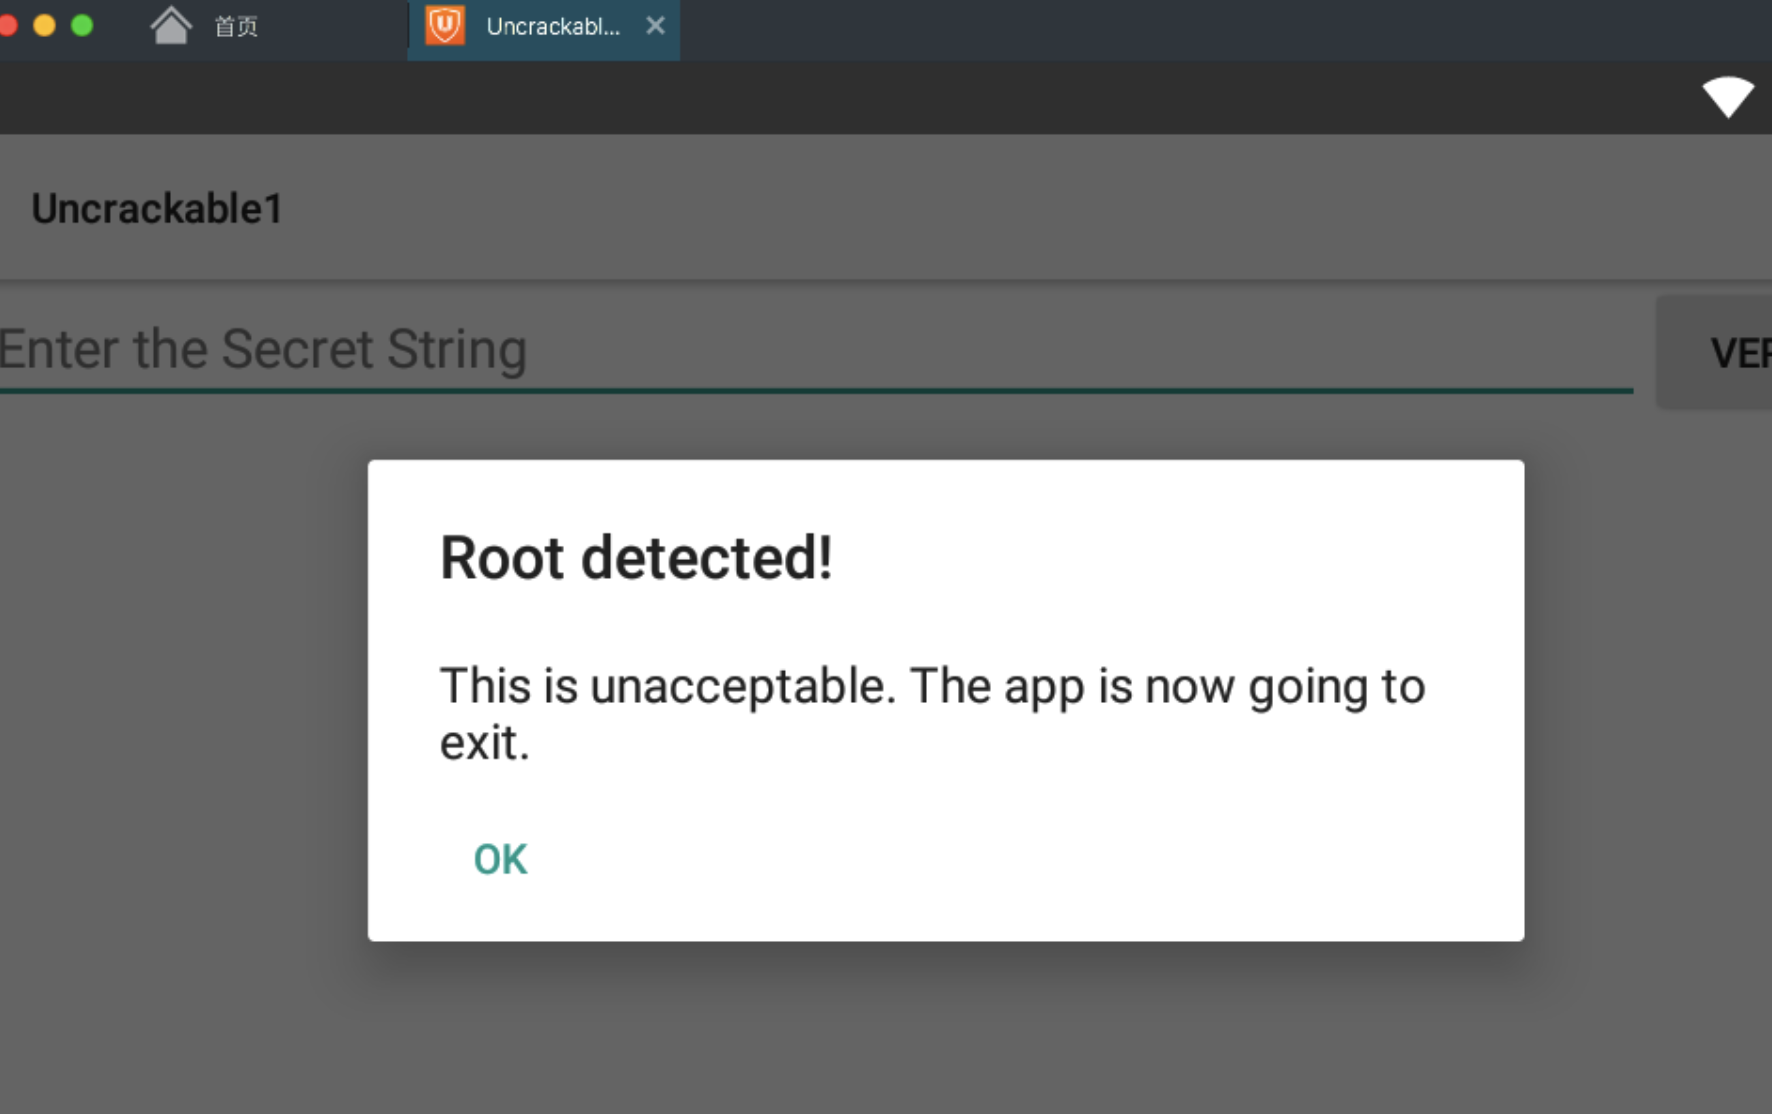 首页
Uncrackabl...
Uncrackable1
Enter the Secret String
VER
Root detected!
This is unacceptable. The app is now going to
exit.
OK